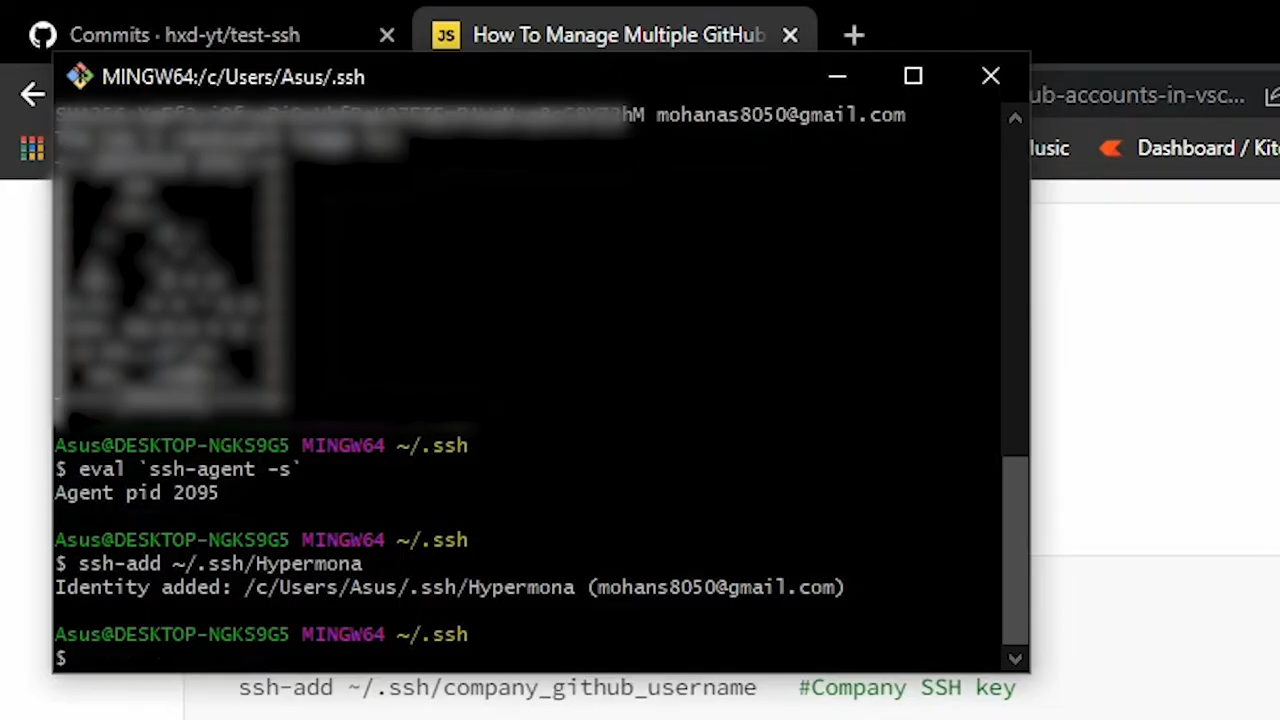 Commits · hxd-yt/test-ssh
JS How To Manage Multiple GitHub
MINGW64:/c/Users/Asus/.ssh
ub-accounts-in-vsc...
lusic
Dashboard / Kit
mohanas8050@gmail.com
Asus@DESKTOP-NGKS9G5 MINGW64 ~/.ssh
$ eval `ssh-agent -s`
Agent pid 2095
Asus@DESKTOP-NGKS9G5 MINGW64 ~/.ssh
$ ssh-add ~/.ssh/Hypermona
Identity added: /c/Users/Asus/.ssh/Hypermona (mohans8050@gmail.com)
Asus@DESKTOP-NGKS9G5 MINGW64 ~/.ssh
$
ssh-add ~/.ssh/company_github_username #Company SSH key